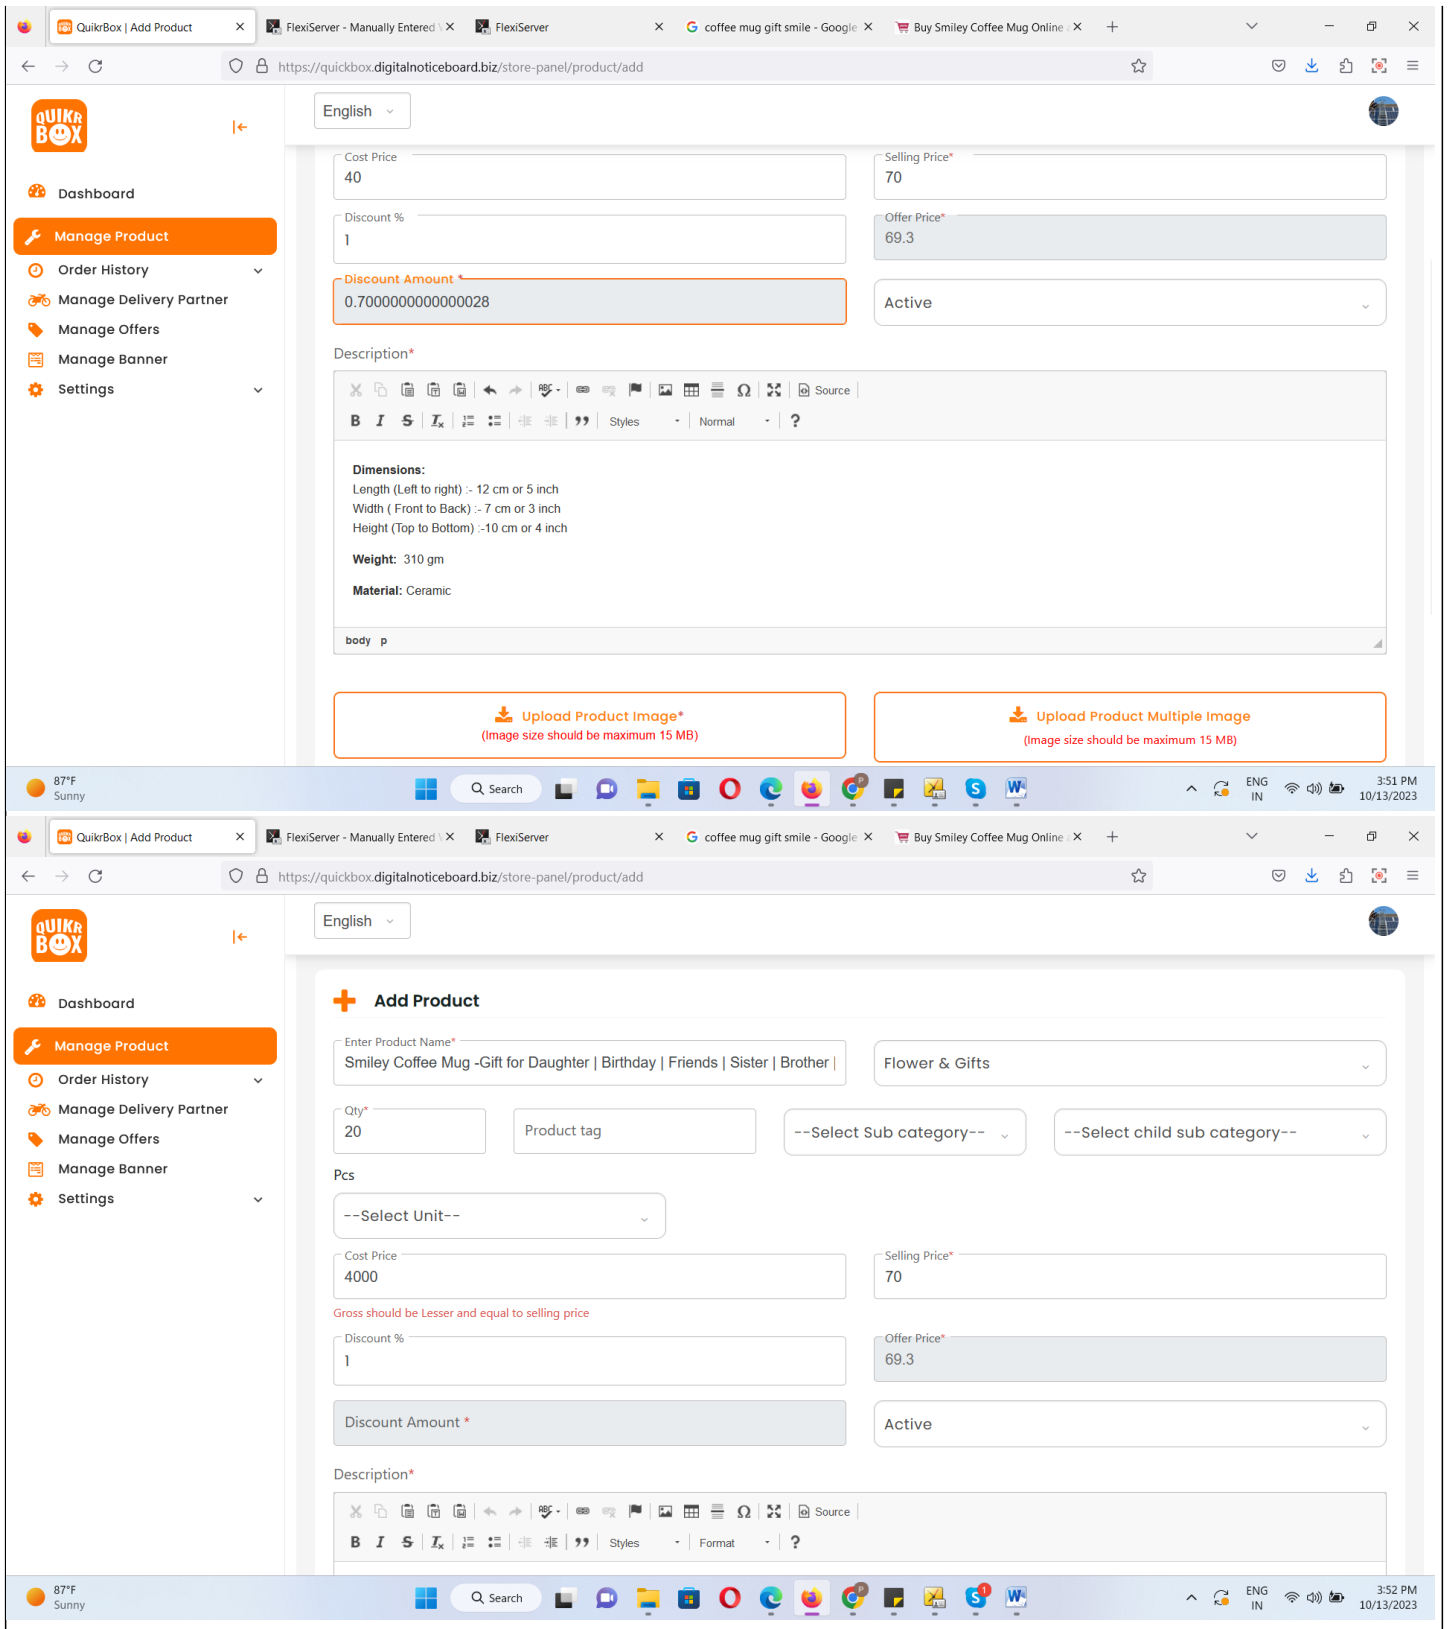 QuikrBox | Add Product
FlexiServer - Manually Entered
FlexiServer
coffee mug gift smile - Google
Buy Smiley Coffee Mug Online
https://quickbox.digitalnoticeboard.biz/store-panel/product/add
QUIKR
BOX
English
Cost Price
40
Selling Price*
70
Dashboard
Manage Product
Order History
Manage Delivery Partner
Manage Offers
Manage Banner
Settings
Discount %
1
Offer Price*
69.3
Discount Amount *
0.7000000000000028
Active
Description*
Source
Styles
Normal
Dimensions:
Length (Left to right) :- 12 cm or 5 inch
Width ( Front to Back) :- 7 cm or 3 inch
Height (Top to Bottom) :-10 cm or 4 inch
Weight: 310 gm
Material: Ceramic
body p
Upload Product Image*
(Image size should be maximum 15 MB)
Upload Product Multiple Image
(Image size should be maximum 15 MB)
87°F
Sunny
Search
ENG
IN
3:51 PM
10/13/2023
QuikrBox | Add Product
FlexiServer - Manually Entered
FlexiServer
coffee mug gift smile - Google
Buy Smiley Coffee Mug Online
https://quickbox.digitalnoticeboard.biz/store-panel/product/add
QUIKR
BOX
English
Dashboard
Manage Product
Order History
Manage Delivery Partner
Manage Offers
Manage Banner
Settings
Add Product
Enter Product Name*
Smiley Coffee Mug -Gift for Daughter | Birthday | Friends | Sister | Brother |
Flower & Gifts
Qty*
20
Product tag
--Select Sub category--
--Select child sub category--
Pcs
--Select Unit--
Cost Price
4000
Selling Price*
70
Gross should be Lesser and equal to selling price
Discount %
1
Offer Price*
69.3
Discount Amount *
Active
Description*
Source
Styles
Format
87°F
Sunny
Search
1
ENG
IN
3:52 PM
10/13/2023